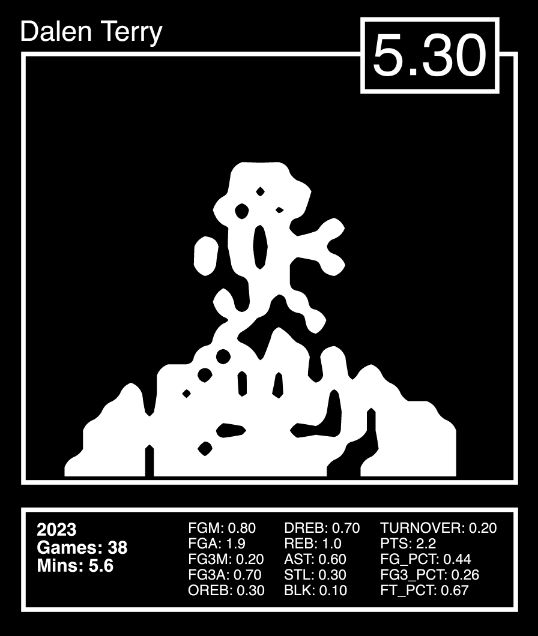 Dalen Terry
5.30
2023
Games: 38
Mins: 5.6
FGM: 0.80
FGA: 1.9
FG3M: 0.20
FG3A: 0.70
OREB: 0.30
DREB: 0.70
REB: 1.0
AST: 0.60
STL: 0.30
BLK: 0.10
TURNOVER: 0.20
PTS: 2.2
FG_PCT: 0.44
FG3_PCT: 0.26
FT_PCT: 0.67